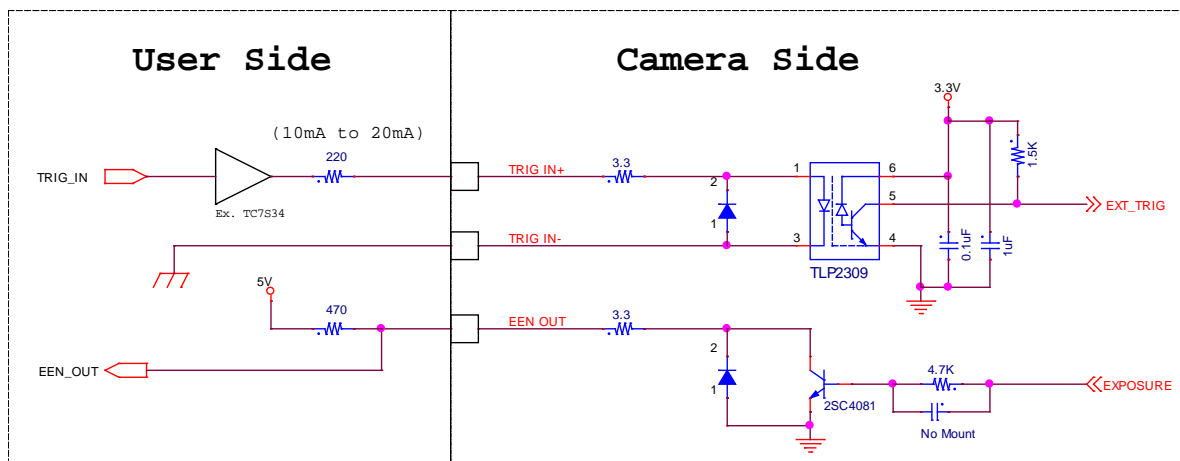 User Side
Camera Side
3.3V
(10mA to 20mA)
220
TRIG_IN
Ex. TC7S34
TRIG IN+
3.3
2
1
1
6
5
3
4
TLP2309
1.5K
EXT_TRIG
0.1uF
1uF
TRIG IN-
5V
470
EEN OUT
3.3
EEN_OUT
2
1
2SC4081
4.7K
EXPOSURE
No Mount